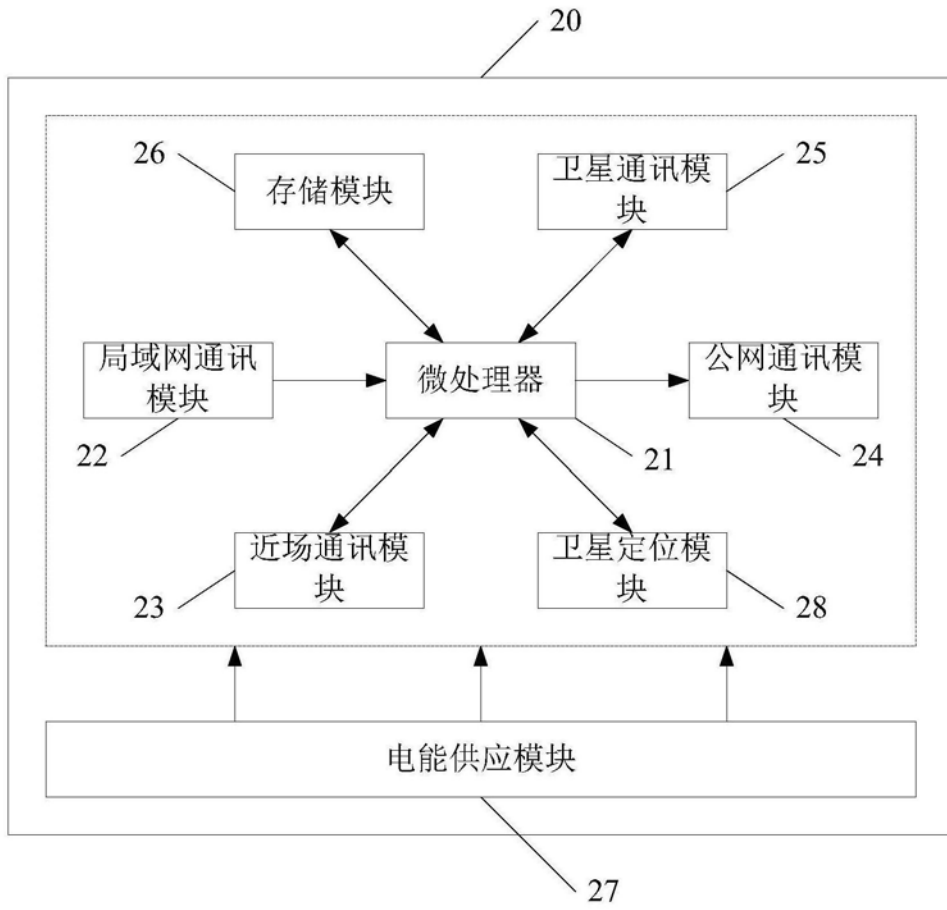 20
26
存储模块
卫星通讯模
块
25
局域网通讯
模块
微处理器
公网通讯模
块
22
21
24
近场通讯模
块
卫星定位模
块
23
28
电能供应模块
27